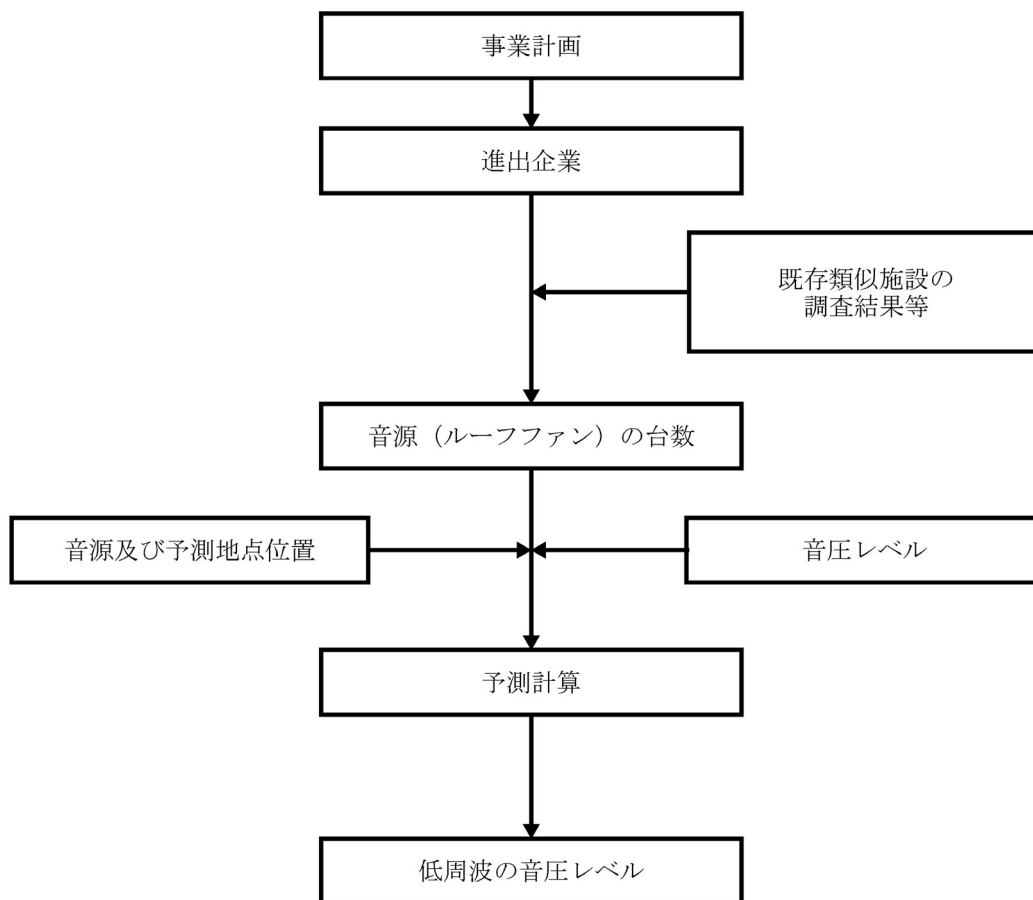 事業計画
進出企業
既存類似施設の
調査結果等
音源（ルーフファン）の台数
音源及び予測地点位置
音圧レベル
予測計算
低周波の音圧レベル